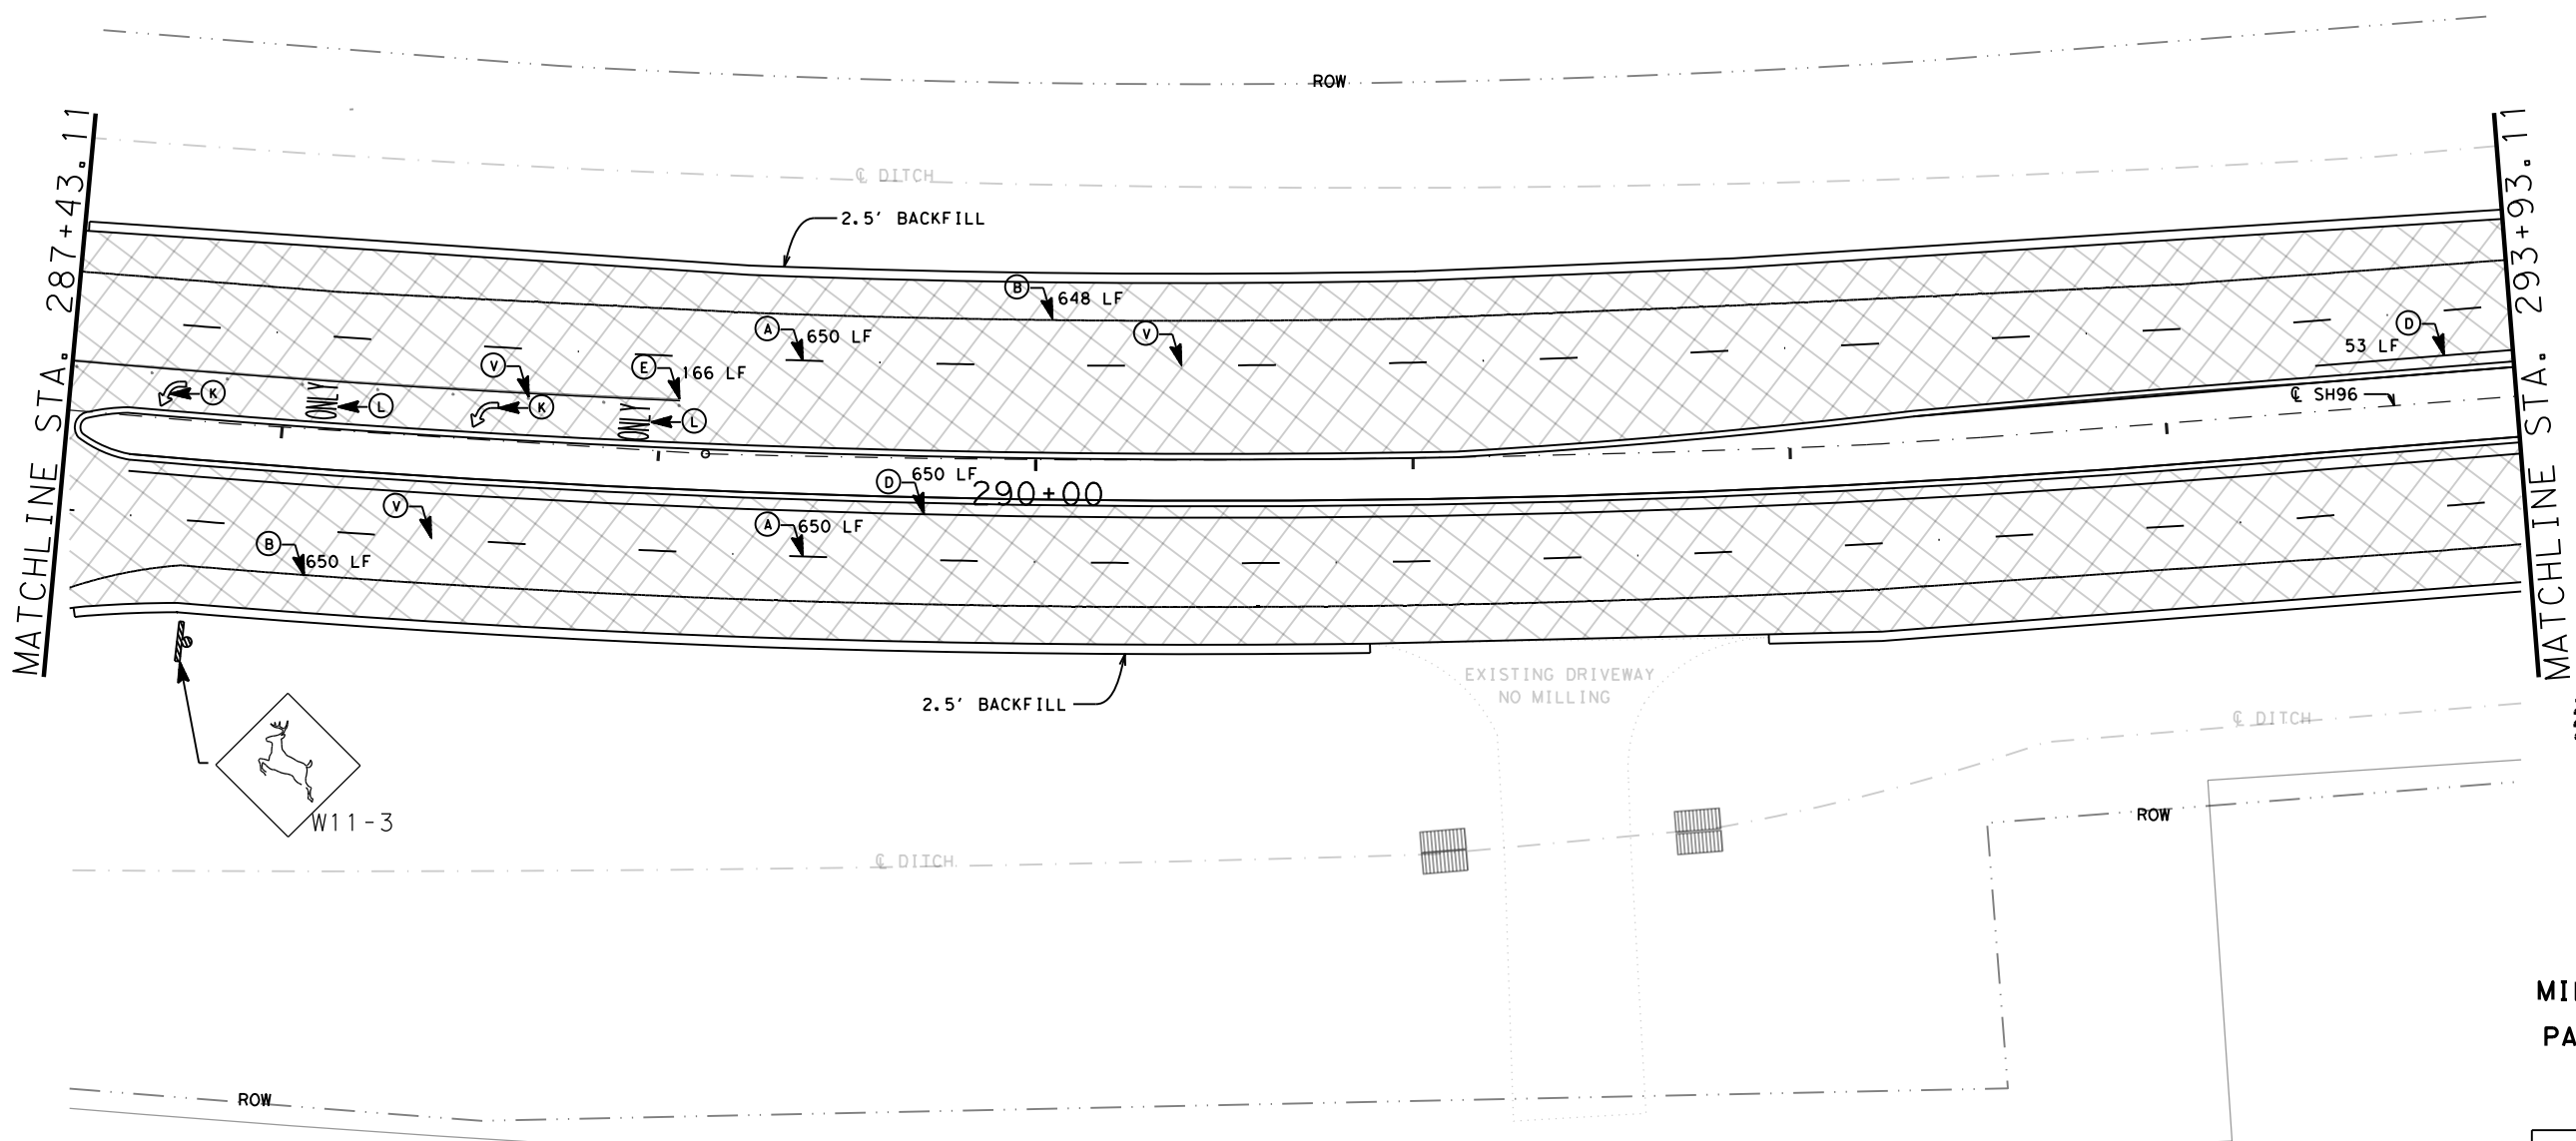 ROW
MATCHLINE STA. 287+43.11
MATCHLINE STA. 293+93.11
℄ DITCH
2.5' BACKFILL
B
648 LF
A
650 LF
V
D
53 LF
V
E
166 LF
℄ SH96
K
ONLY
L
K
ONLY
L
D
650 LF
290+00
V
A
650 LF
B
650 LF
EXISTING DRIVEWAY
NO MILLING
2.5' BACKFILL
℄ DITCH
W11-3
ROW
℄ DITCH
MI
PA
ROW